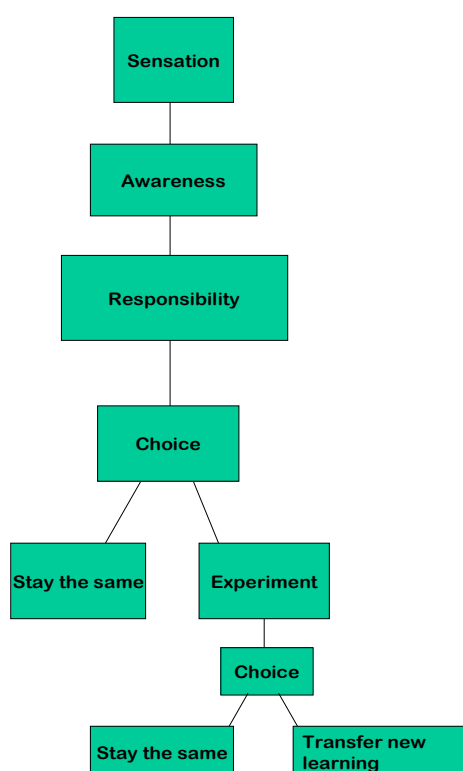 Sensation
Awareness
Responsibility
Choice
Stay the same
Experiment
Choice
Stay the same
Transfer new
learning